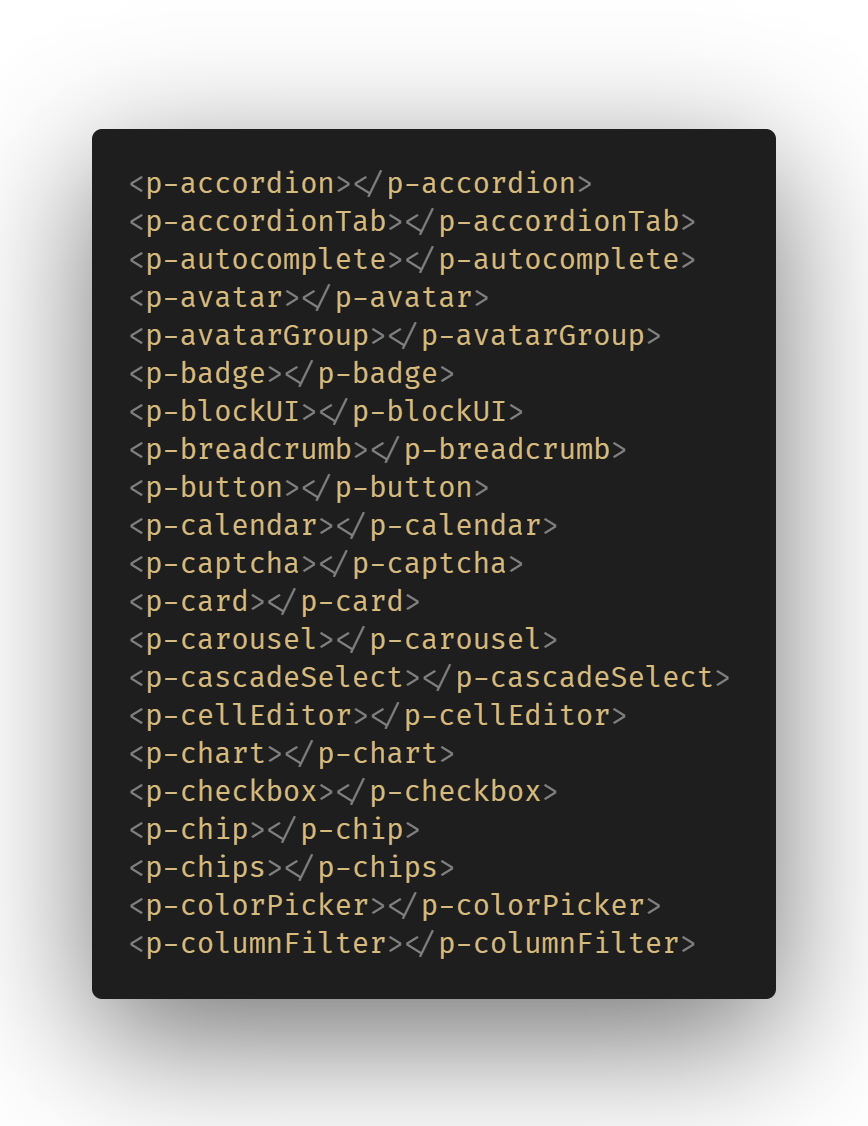 <p-accordion></p-accordion>
<p-accordionTab></p-accordionTab>
<p-autocomplete></p-autocomplete>
<p-avatar></p-avatar>
<p-avatarGroup></p-avatarGroup>
<p-badge></p-badge>
<p-blockUI></p-blockUI>
<p-breadcrumb></p-breadcrumb>
<p-button></p-button>
<p-calendar></p-calendar>
<p-captcha></p-captcha>
<p-card></p-card>
<p-carousel></p-carousel>
<p-cascadeSelect></p-cascadeSelect>
<p-cellEditor></p-cellEditor>
<p-chart></p-chart>
<p-checkbox></p-checkbox>
<p-chip></p-chip>
<p-chips></p-chips>
<p-colorPicker></p-colorPicker>
<p-columnFilter></p-columnFilter>